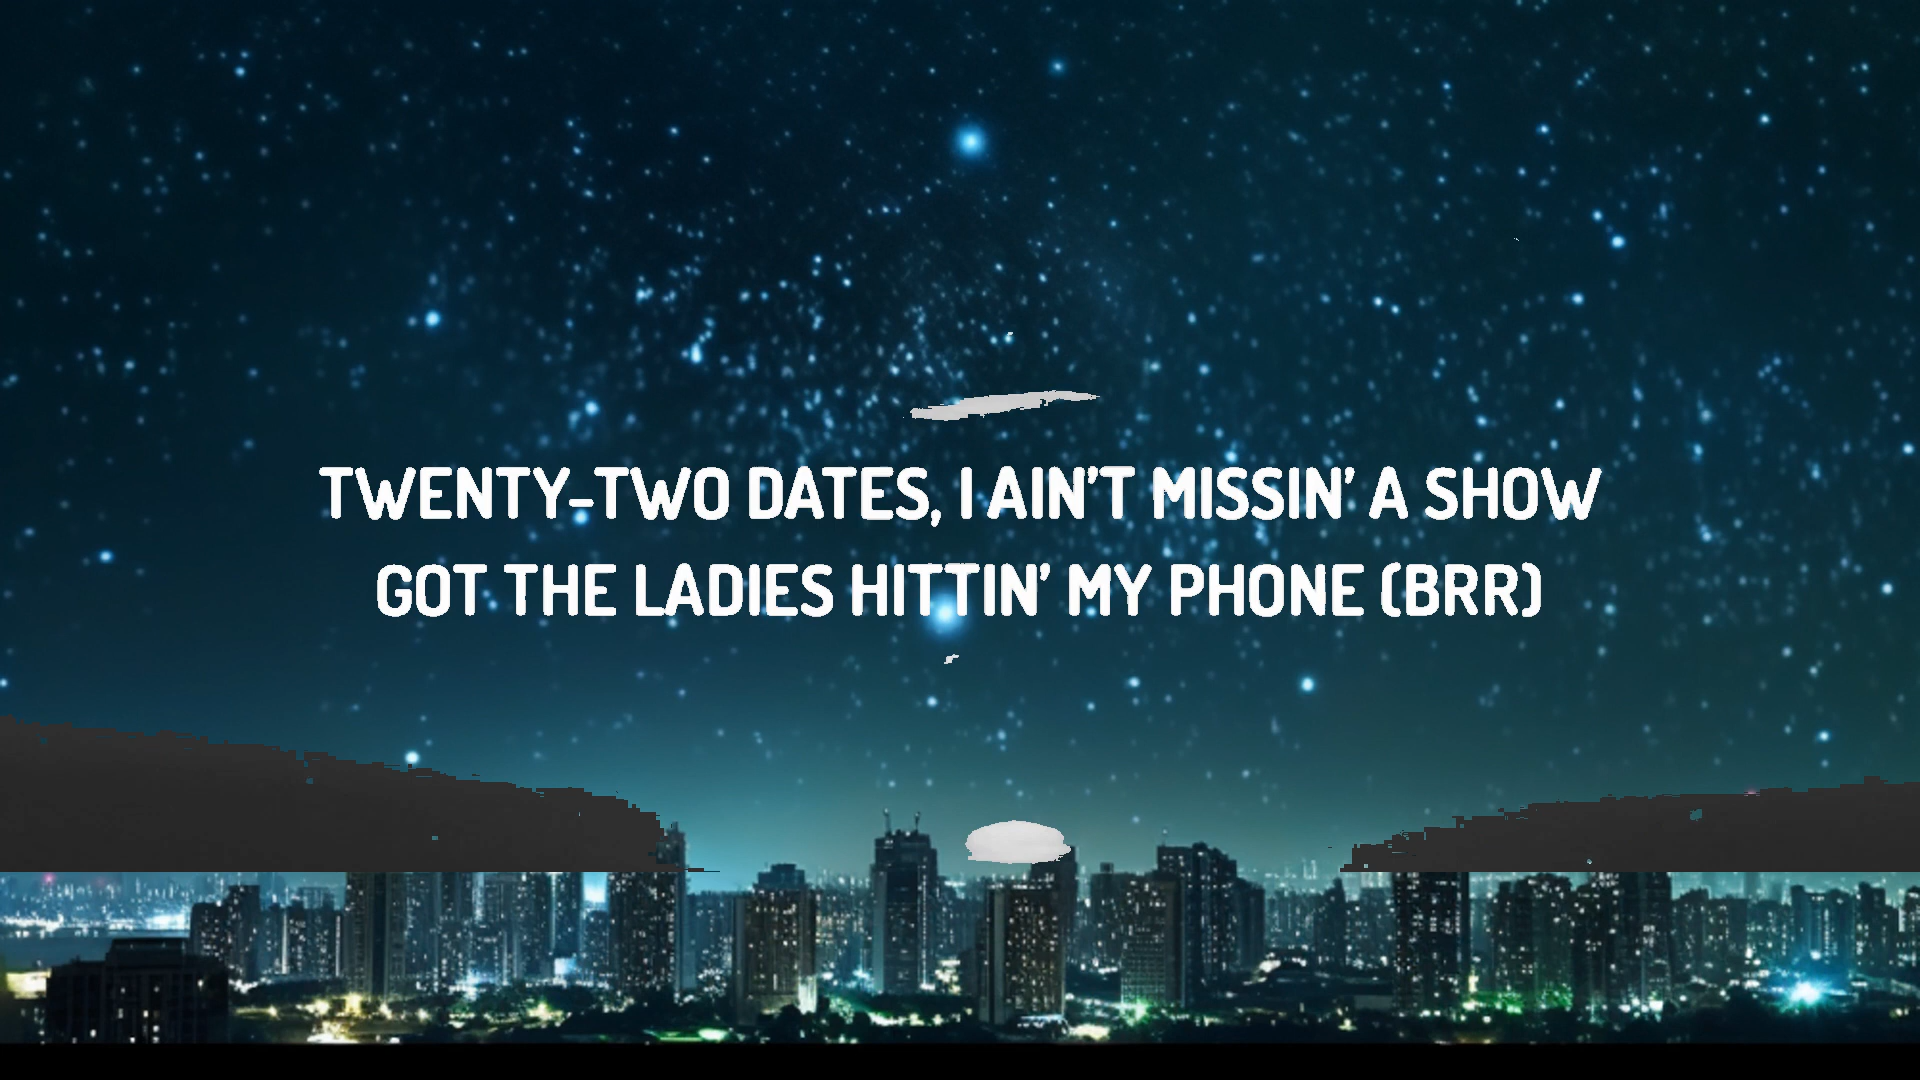 TWENTY-TWO DATES, I AIN'T MISSIN' A SHOW
GOT THE LADIES HITTIN' MY PHONE (BRR)